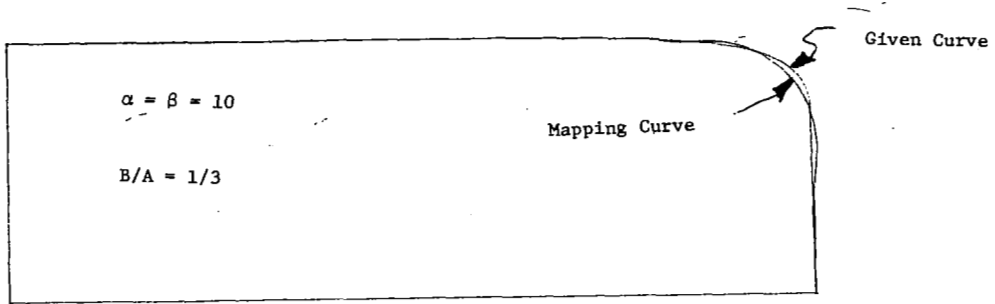 Given Curve
α = β = 10
Mapping Curve
B/A = 1/3